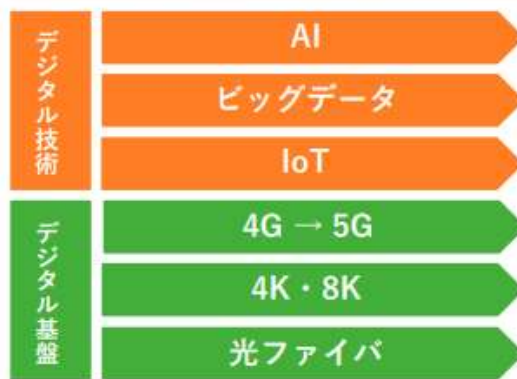 デジタル技術
AI
ビッグデータ
IoT
デジタル基盤
4G → 5G
4K・8K
光ファイバ